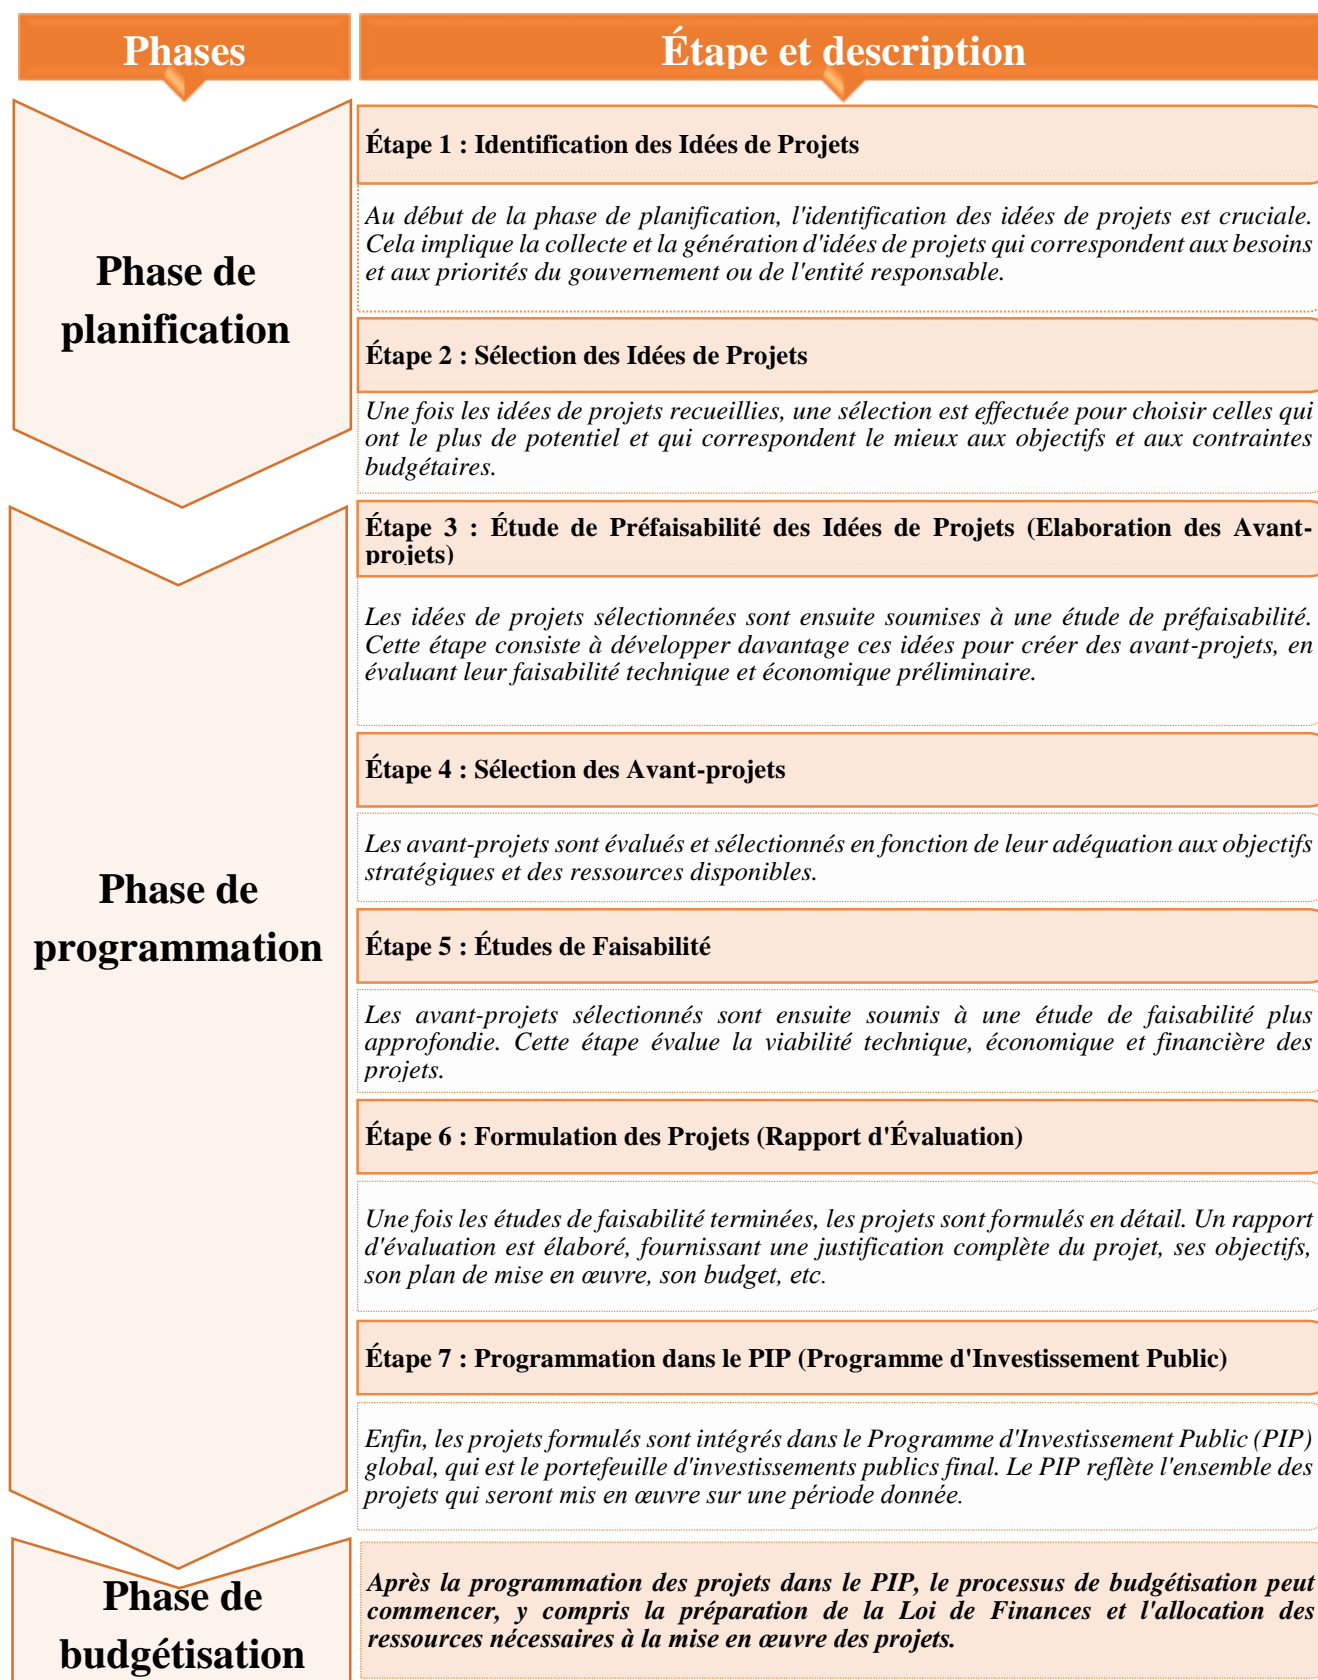 Phases
Étape et description
Phase de
planification
Étape 1 : Identification des Idées de Projets
Au début de la phase de planification, l'identification des idées de projets est cruciale.
Cela implique la collecte et la génération d'idées de projets qui correspondent aux besoins
et aux priorités du gouvernement ou de l'entité responsable.
Étape 2 : Sélection des Idées de Projets
Une fois les idées de projets recueillies, une sélection est effectuée pour choisir celles qui
ont le plus de potentiel et qui correspondent le mieux aux objectifs et aux contraintes
budgétaires.
Phase de
programmation
Étape 3 : Étude de Préfaisabilité des Idées de Projets (Elaboration des Avant-
projets)
Les idées de projets sélectionnées sont ensuite soumises à une étude de préfaisabilité.
Cette étape consiste à développer davantage ces idées pour créer des avant-projets, en
évaluant leur faisabilité technique et économique préliminaire.
Étape 4 : Sélection des Avant-projets
Les avant-projets sont évalués et sélectionnés en fonction de leur adéquation aux objectifs
stratégiques et des ressources disponibles.
Étape 5 : Études de Faisabilité
Les avant-projets sélectionnés sont ensuite soumis à une étude de faisabilité plus
approfondie. Cette étape évalue la viabilité technique, économique et financière des
projets.
Étape 6 : Formulation des Projets (Rapport d'Évaluation)
Une fois les études de faisabilité terminées, les projets sont formulés en détail. Un rapport
d'évaluation est élaboré, fournissant une justification complète du projet, ses objectifs,
son plan de mise en œuvre, son budget, etc.
Étape 7 : Programmation dans le PIP (Programme d'Investissement Public)
Enfin, les projets formulés sont intégrés dans le Programme d'Investissement Public (PIP)
global, qui est le portefeuille d'investissements publics final. Le PIP reflète l'ensemble des
projets qui seront mis en œuvre sur une période donnée.
Phase de
budgétisation
Après la programmation des projets dans le PIP, le processus de budgétisation peut
commencer, y compris la préparation de la Loi de Finances et l'allocation des
ressources nécessaires à la mise en œuvre des projets.